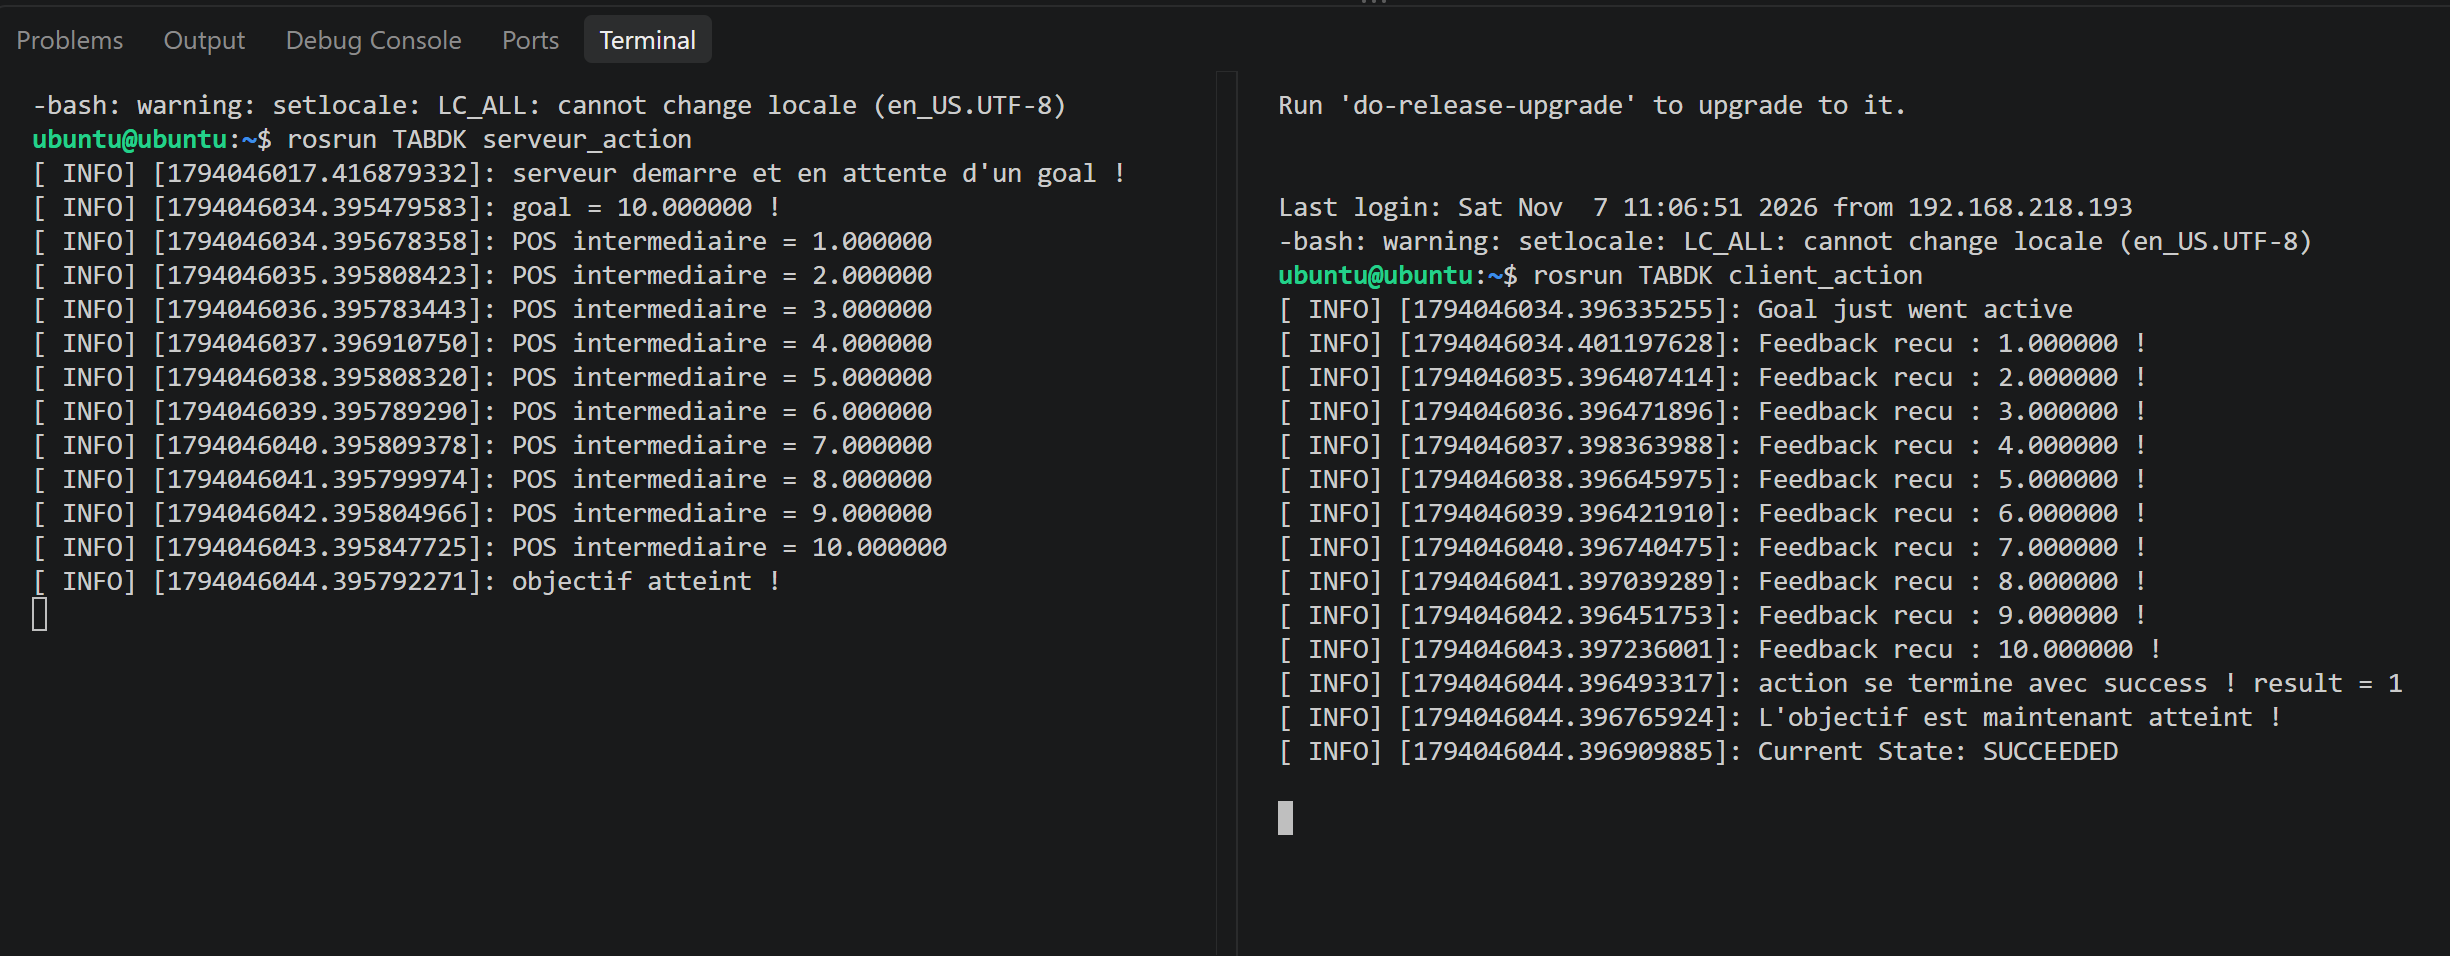 Problems Output Debug Console Ports Terminal
-bash: warning: setlocale: LC_ALL: cannot change locale (en_US.UTF-8)
ubuntu@ubuntu:~$ rosrun TABDK serveur_action
[ INFO] [1794046017.416879332]: serveur demarre et en attente d'un goal !
[ INFO] [1794046034.395479583]: goal = 10.000000 !
[ INFO] [1794046034.395678358]: POS intermediaire = 1.000000
[ INFO] [1794046035.395808423]: POS intermediaire = 2.000000
[ INFO] [1794046036.395783443]: POS intermediaire = 3.000000
[ INFO] [1794046037.396910750]: POS intermediaire = 4.000000
[ INFO] [1794046038.395808320]: POS intermediaire = 5.000000
[ INFO] [1794046039.395789290]: POS intermediaire = 6.000000
[ INFO] [1794046040.395809378]: POS intermediaire = 7.000000
[ INFO] [1794046041.395799974]: POS intermediaire = 8.000000
[ INFO] [1794046042.395804966]: POS intermediaire = 9.000000
[ INFO] [1794046043.395847725]: POS intermediaire = 10.000000
[ INFO] [1794046044.395792271]: objectif atteint !
Run 'do-release-upgrade' to upgrade to it.
Last login: Sat Nov  7 11:06:51 2026 from 192.168.218.193
-bash: warning: setlocale: LC_ALL: cannot change locale (en_US.UTF-8)
ubuntu@ubuntu:~$ rosrun TABDK client_action
[ INFO] [1794046034.396335255]: Goal just went active
[ INFO] [1794046034.401197628]: Feedback recu : 1.000000 !
[ INFO] [1794046035.396407414]: Feedback recu : 2.000000 !
[ INFO] [1794046036.396471896]: Feedback recu : 3.000000 !
[ INFO] [1794046037.398363988]: Feedback recu : 4.000000 !
[ INFO] [1794046038.396645975]: Feedback recu : 5.000000 !
[ INFO] [1794046039.396421910]: Feedback recu : 6.000000 !
[ INFO] [1794046040.396740475]: Feedback recu : 7.000000 !
[ INFO] [1794046041.397039289]: Feedback recu : 8.000000 !
[ INFO] [1794046042.396451753]: Feedback recu : 9.000000 !
[ INFO] [1794046043.397236001]: Feedback recu : 10.000000 !
[ INFO] [1794046044.396493317]: action se termine avec success ! result = 1
[ INFO] [1794046044.396765924]: L'objectif est maintenant atteint !
[ INFO] [1794046044.396909885]: Current State: SUCCEEDED